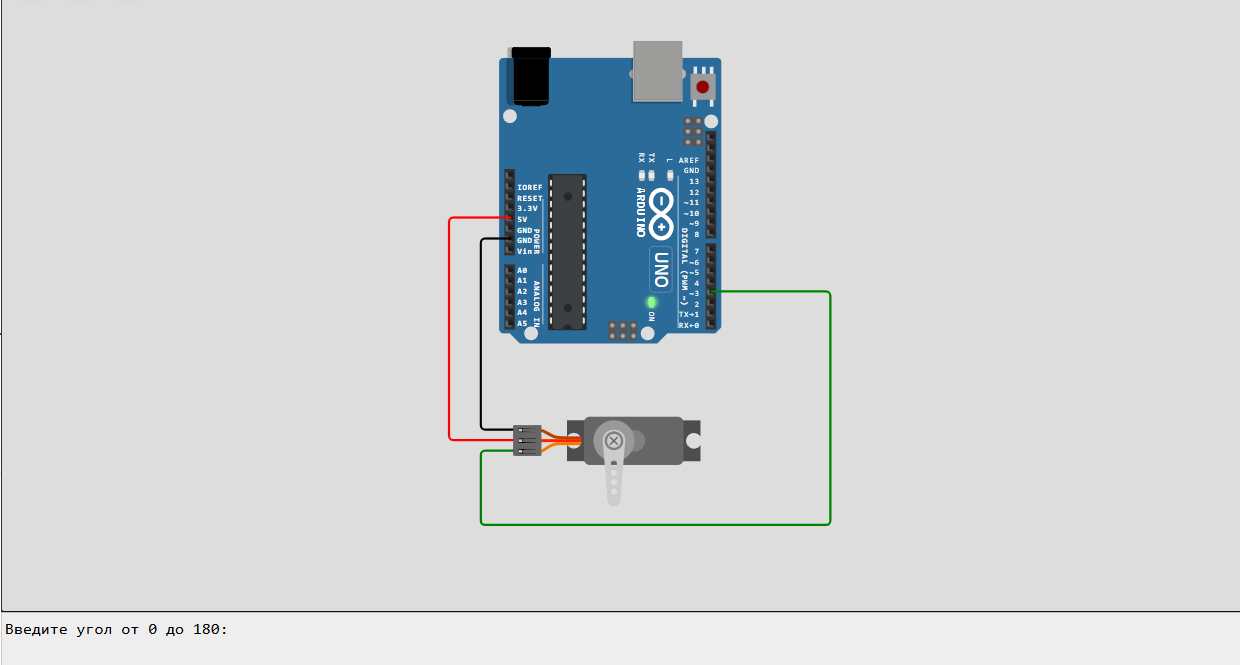 RX
TX
L
AREF
GND
13
12
~11
~10
~9
8
7
~6
~5
4
~3
2
TX→1
RX←0
DIGITAL (PWM ~)
ARDUINO
UNO
ON
IOREF
RESET
3.3V
5V
GND
GND
Vin
POWER
A0
A1
A2
A3
A4
A5
ANALOG IN
Введите угол от 0 до 180: